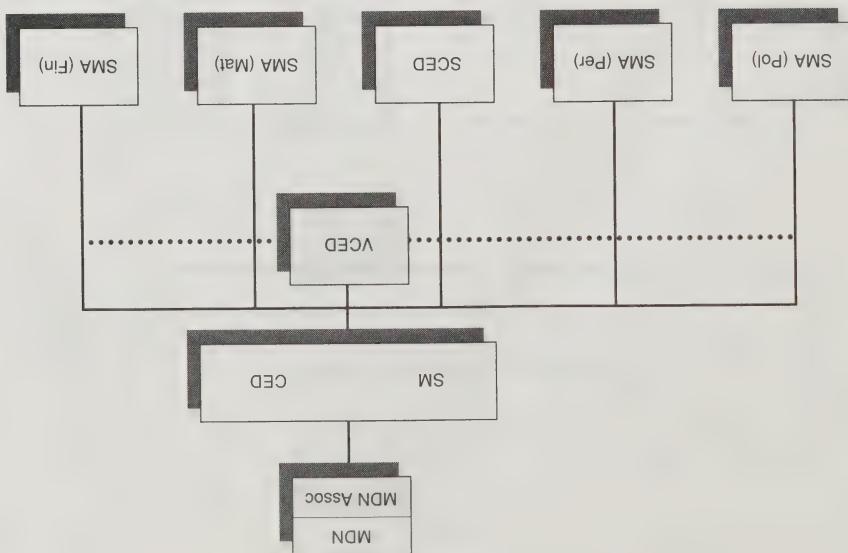 MDN
MDN Assoc
SM CED
VCED
SMA (Pol) SMA (Per) SCED SMA (Mat) SMA (Fin)